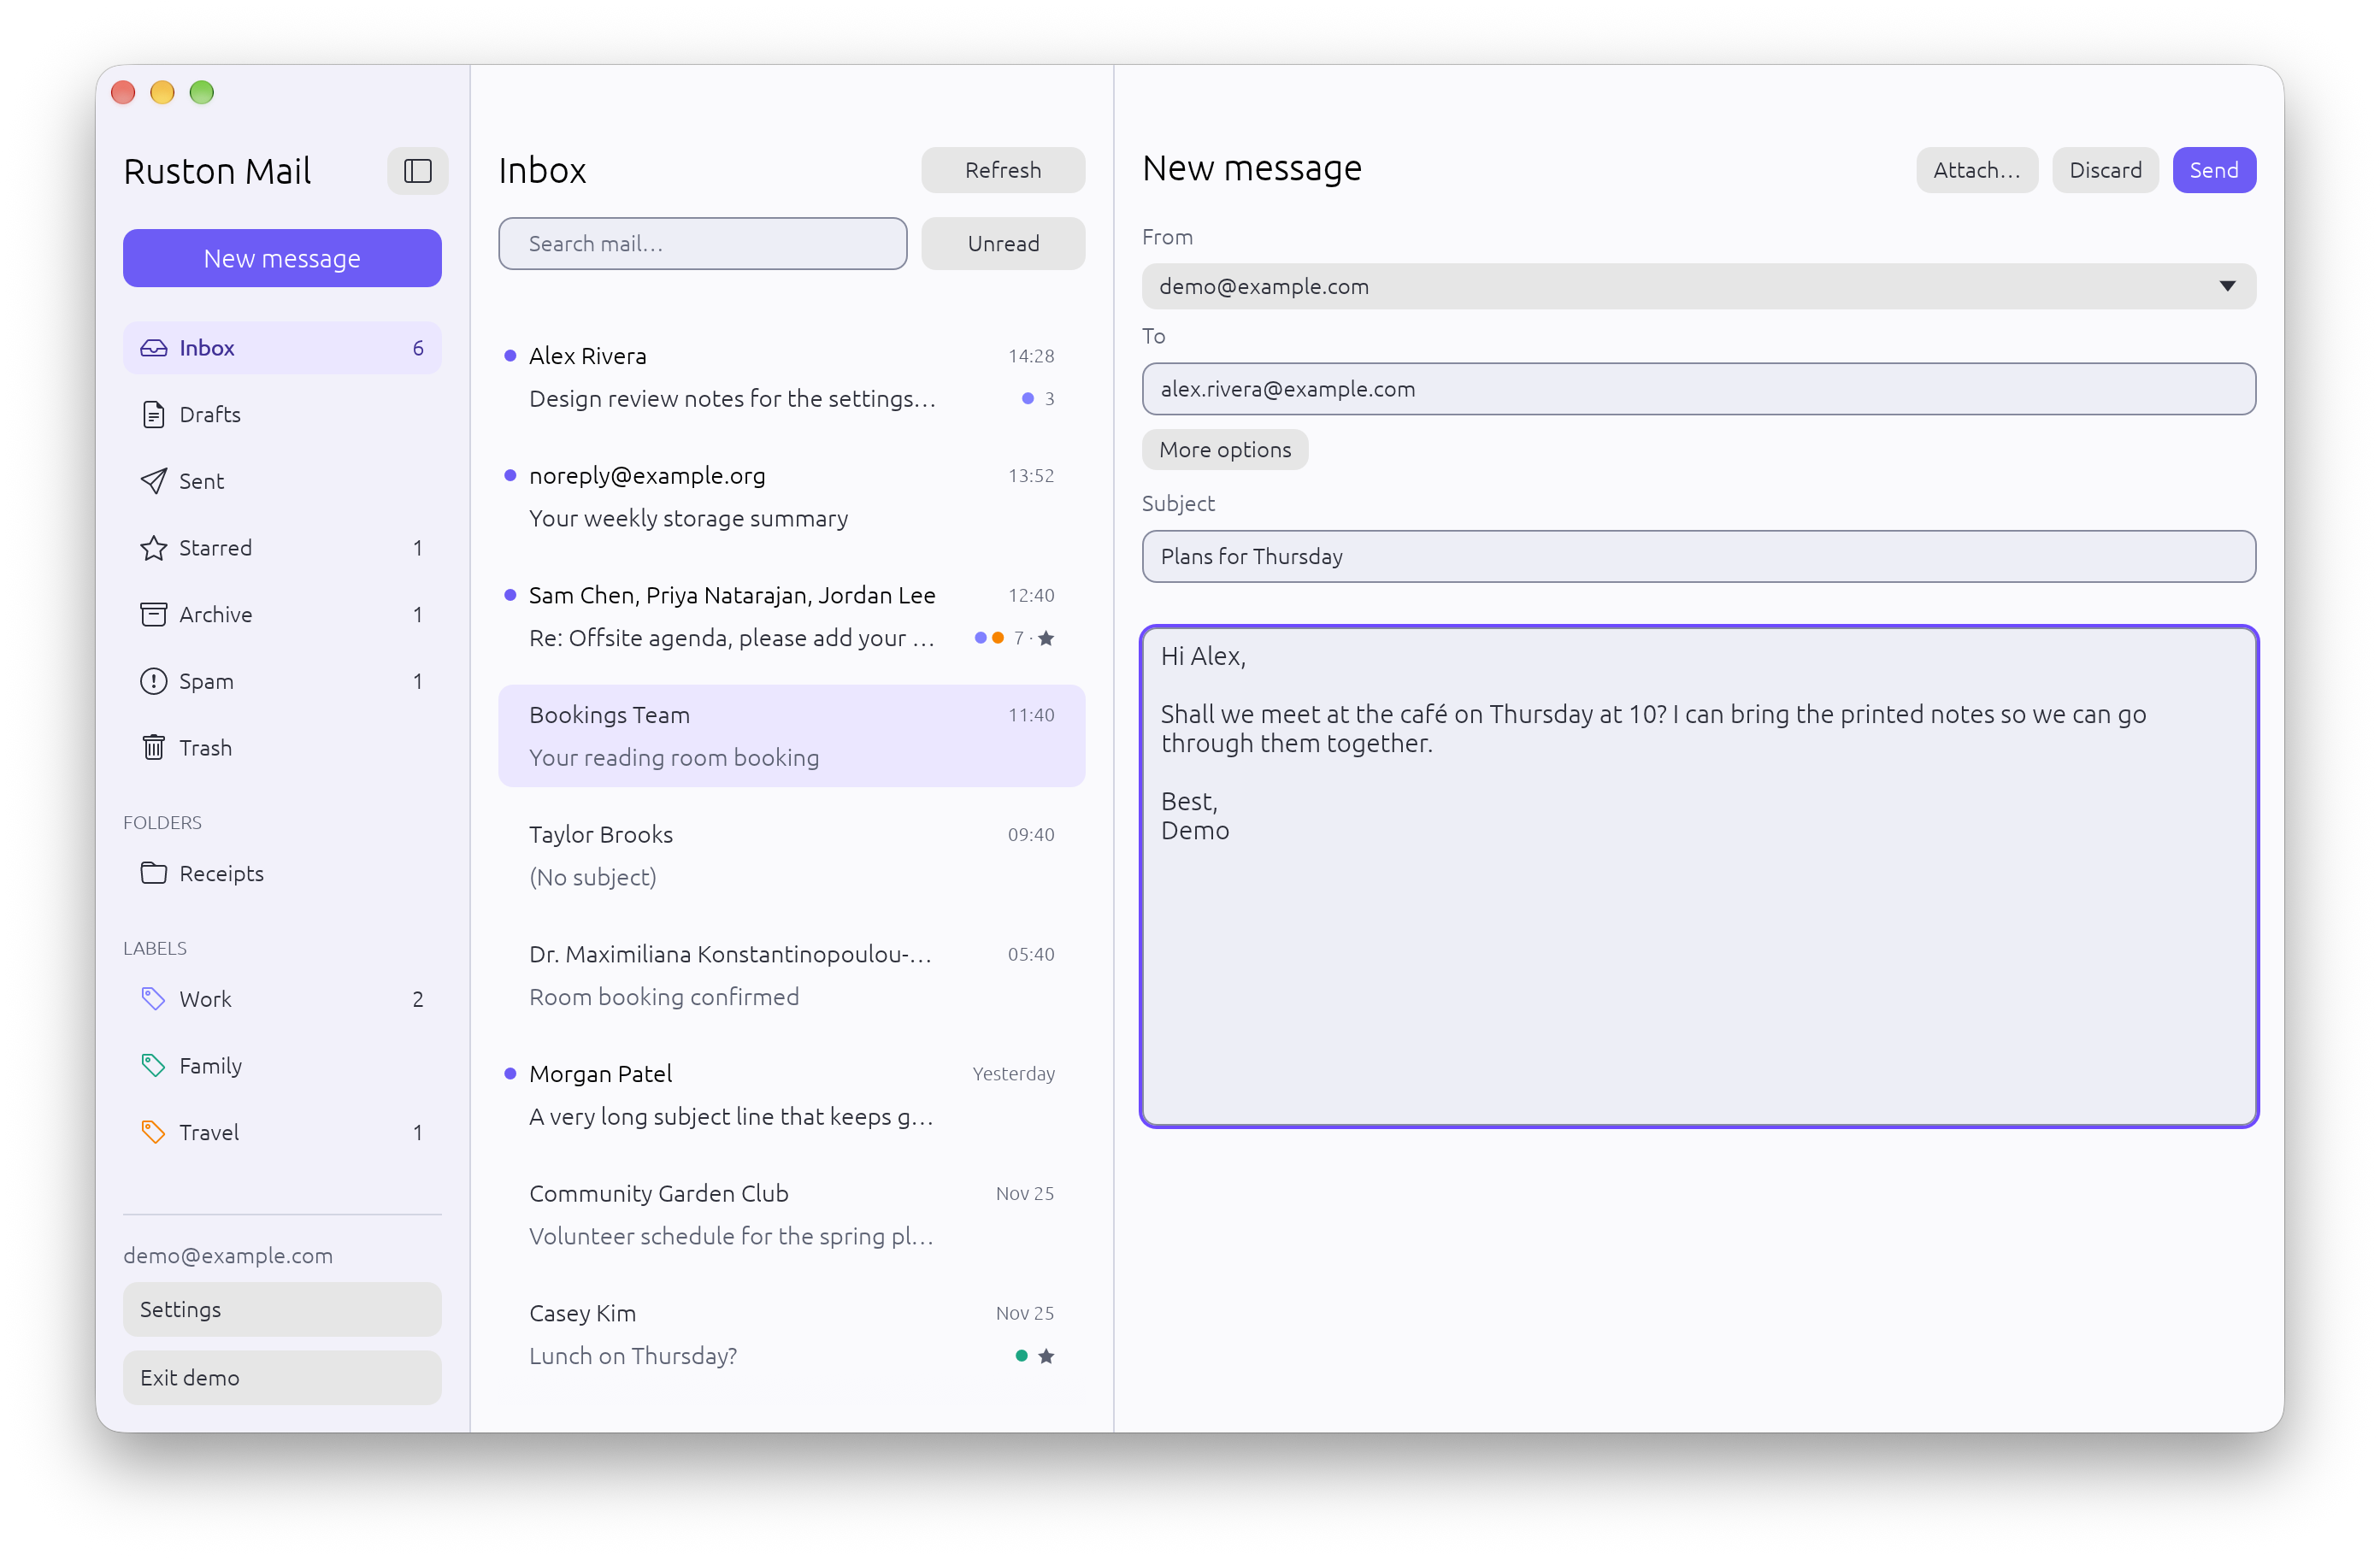 Ruston Mail
New message
Inbox 6
Drafts
Sent
Starred 1
Archive 1
Spam 1
Trash
FOLDERS
Receipts
LABELS
Work 2
Family
Travel 1
demo@example.com
Settings
Exit demo
Inbox
Refresh
Search mail…
Unread
Alex Rivera 14:28
Design review notes for the settings… 3
noreply@example.org 13:52
Your weekly storage summary
Sam Chen, Priya Natarajan, Jordan Lee 12:40
Re: Offsite agenda, please add your … 7 · ★
Bookings Team 11:40
Your reading room booking
Taylor Brooks 09:40
(No subject)
Dr. Maximiliana Konstantinopoulou-… 05:40
Room booking confirmed
Morgan Patel Yesterday
A very long subject line that keeps g…
Community Garden Club Nov 25
Volunteer schedule for the spring pl…
Casey Kim Nov 25
Lunch on Thursday? ★
New message
Attach…
Discard
Send
From
demo@example.com
To
alex.rivera@example.com
More options
Subject
Plans for Thursday
Hi Alex,
Shall we meet at the café on Thursday at 10? I can bring the printed notes so we can go
through them together.
Best,
Demo